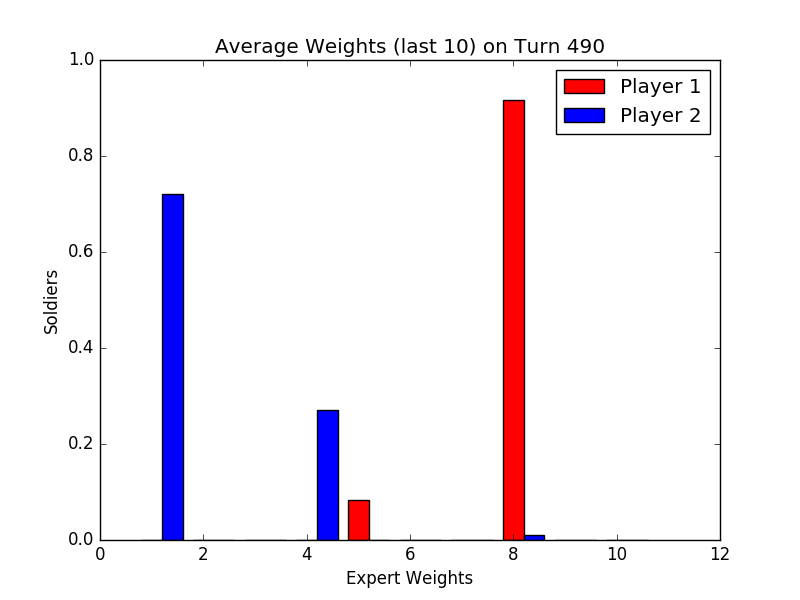 Average Weights (last 10) on Turn 490
Player 1
Player 2
1.0
0.8
0.6
0.4
0.2
0.0
Soldiers
0 2 4 6 8 10 12
Expert Weights